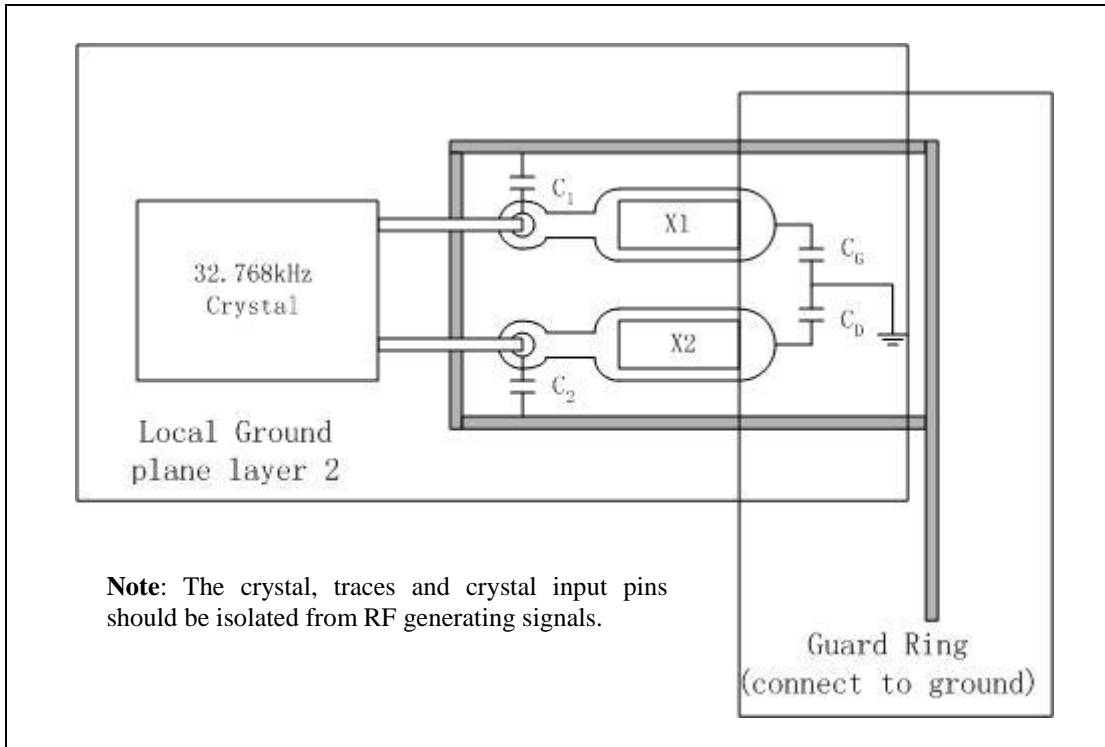 C1
X1
CG
32.768kHz
Crystal
CD
X2
C2
Local Ground
plane layer 2
Note: The crystal, traces and crystal input pins
should be isolated from RF generating signals.
Guard Ring
(connect to ground)